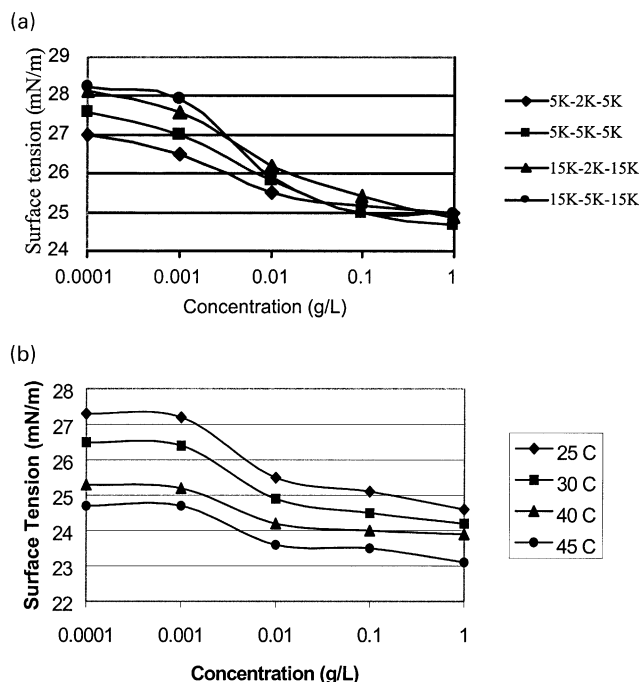 (a)
29
28
27
26
25
24
Surface tension (mN/m)
0.0001 0.001 0.01 0.1 1
Concentration (g/L)
5K-2K-5K
5K-5K-5K
15K-2K-15K
15K-5K-15K
(b)
28
27
26
25
24
23
22
Surface Tension (mN/m)
0.0001 0.001 0.01 0.1 1
Concentration (g/L)
25 C
30 C
40 C
45 C